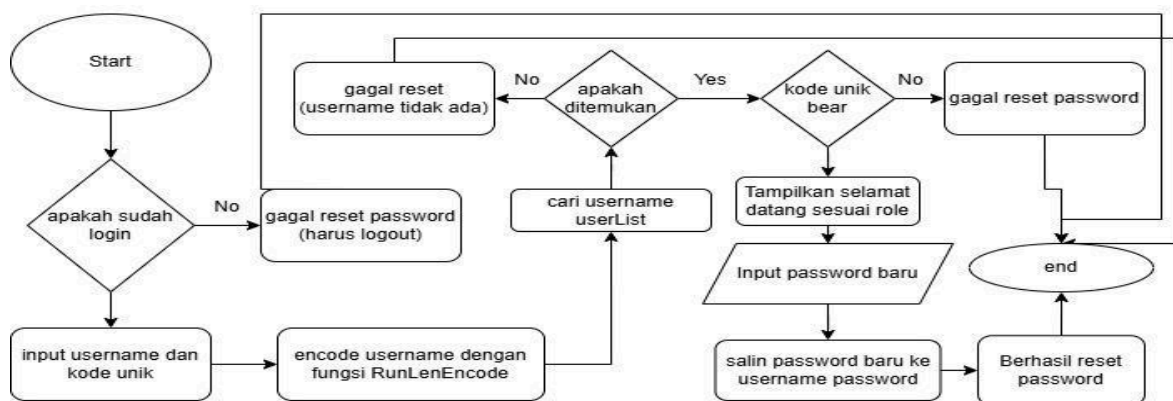 Start
apakah sudah
login
No
gagal reset password
(harus logout)
input username dan
kode unik
encode username dengan
fungsi RunLenEncode
cari username
userList
apakah
ditemukan
No
gagal reset
(username tidak ada)
Yes
kode unik
bear
No
gagal reset password
Tampilkan selamat
datang sesuai role
Input password baru
salin password baru ke
username password
Berhasil reset
password
end